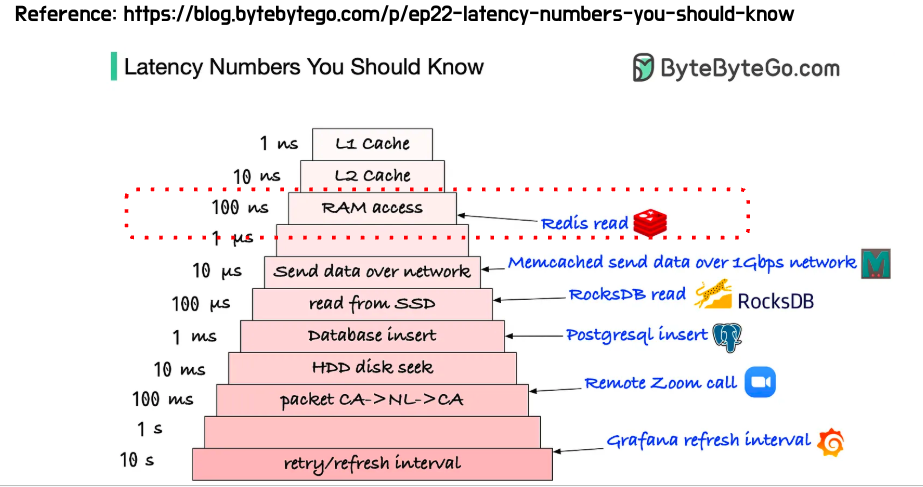 Reference: https://blog.bytebytego.com/p/ep22-latency-numbers-you-should-know
Latency Numbers You Should Know
ByteByteGo.com
1 ns L1 Cache
10 ns L2 Cache
100 ns RAM access
Redis read
1 µs
10 µs Send data over network
Memcached send data over 1Gbps network
100 µs read from SSD
RocksDB read RocksDB
1 ms Database insert
Postgresql insert
10 ms HDD disk seek
100 ms packet CA->NL->CA
Remote Zoom call
1 s
10 s retry/refresh interval
Grafana refresh interval